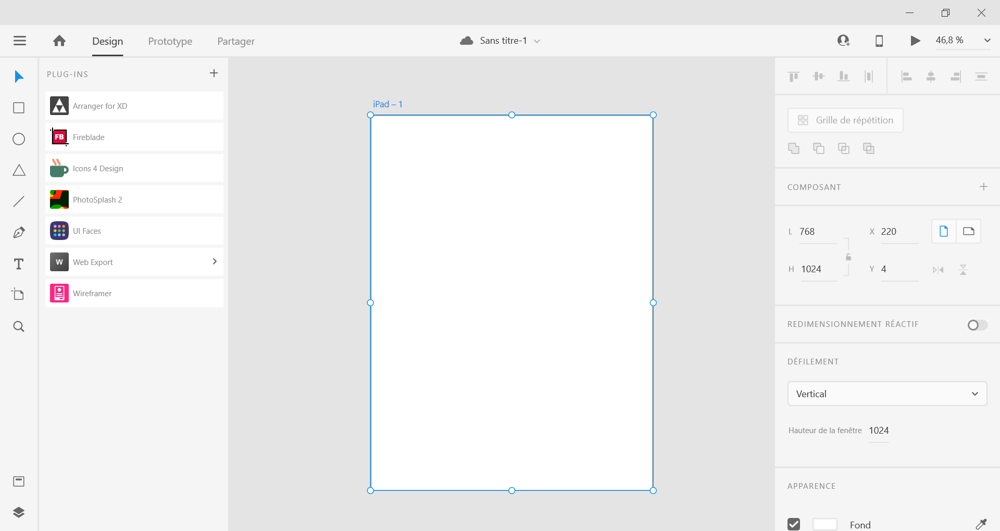 Design Prototype Partager
Sans titre-1
46,8 %
PLUG-INS
Arranger for XD
FB Fireblade
Icons 4 Design
PhotoSplash 2
UI Faces
W Web Export
Wireframer
iPad – 1
Grille de répétition
COMPOSANT
L 768 X 220
H 1024 Y 4
REDIMENSIONNEMENT RÉACTIF
DÉFILEMENT
Vertical
Hauteur de la fenêtre 1024
APPARENCE
Fond